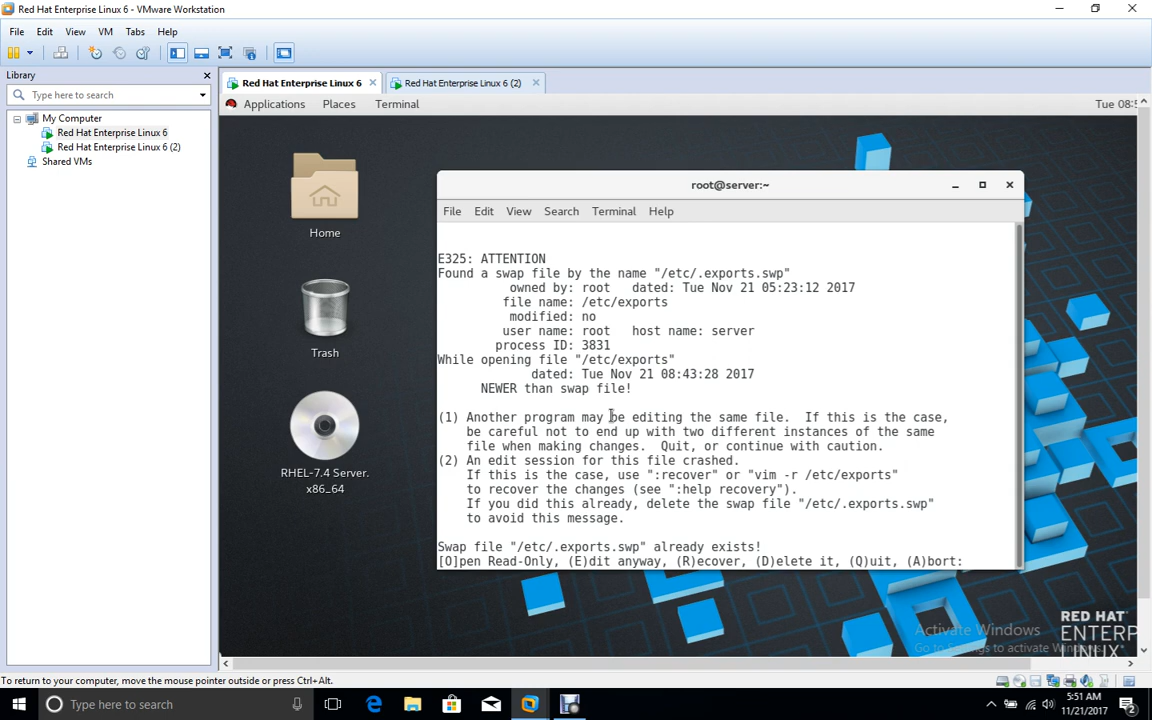 Red Hat Enterprise Linux 6 - VMware Workstation
File Edit View VM Tabs Help
Library
Type here to search
My Computer
Red Hat Enterprise Linux 6
Red Hat Enterprise Linux 6 (2)
Shared VMs
Red Hat Enterprise Linux 6
Red Hat Enterprise Linux 6 (2)
Applications Places Terminal
Tue 08:5
Home
Trash
RHEL-7.4 Server.
x86_64
root@server:~
File Edit View Search Terminal Help
E325: ATTENTION
Found a swap file by the name "/etc/.exports.swp"
owned by: root dated: Tue Nov 21 05:23:12 2017
file name: /etc/exports
modified: no
user name: root host name: server
process ID: 3831
While opening file "/etc/exports"
dated: Tue Nov 21 08:43:28 2017
NEWER than swap file!
(1) Another program may be editing the same file. If this is the case,
be careful not to end up with two different instances of the same
file when making changes. Quit, or continue with caution.
(2) An edit session for this file crashed.
If this is the case, use ":recover" or "vim -r /etc/exports"
to recover the changes (see ":help recovery").
If you did this already, delete the swap file "/etc/.exports.swp"
to avoid this message.
Swap file "/etc/.exports.swp" already exists!
[O]pen Read-Only, (E)dit anyway, (R)ecover, (D)elete it, (Q)uit, (A)bort:
RED HAT
ENTERP
LINUX
Activate Windows
Go to Settings to activate Windows.
To return to your computer, move the mouse pointer outside or press Ctrl+Alt.
Type here to search
5:51 AM
11/21/2017
2